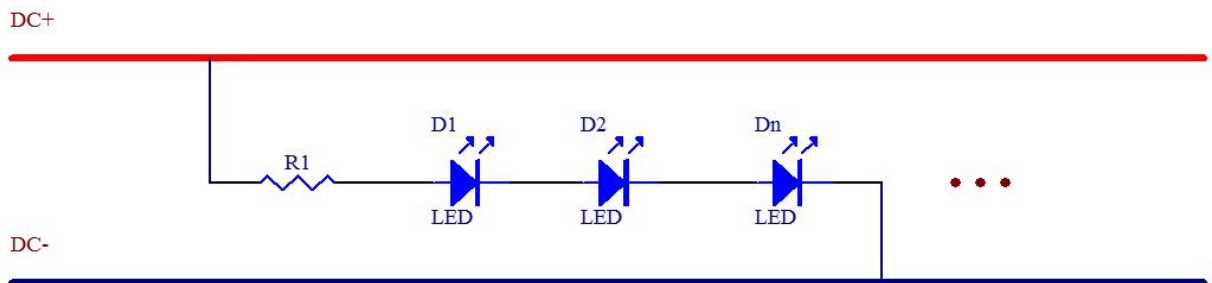 DC+
D1 D2 Dn
R1
LED LED LED
DC-